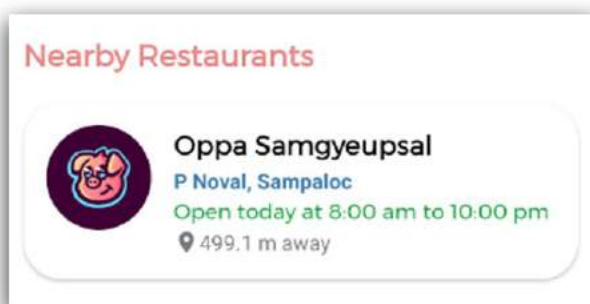 Nearby Restaurants
Oppa Samgyeupsal
P Noval, Sampaloc
Open today at 8:00 am to 10:00 pm
499.1 m away